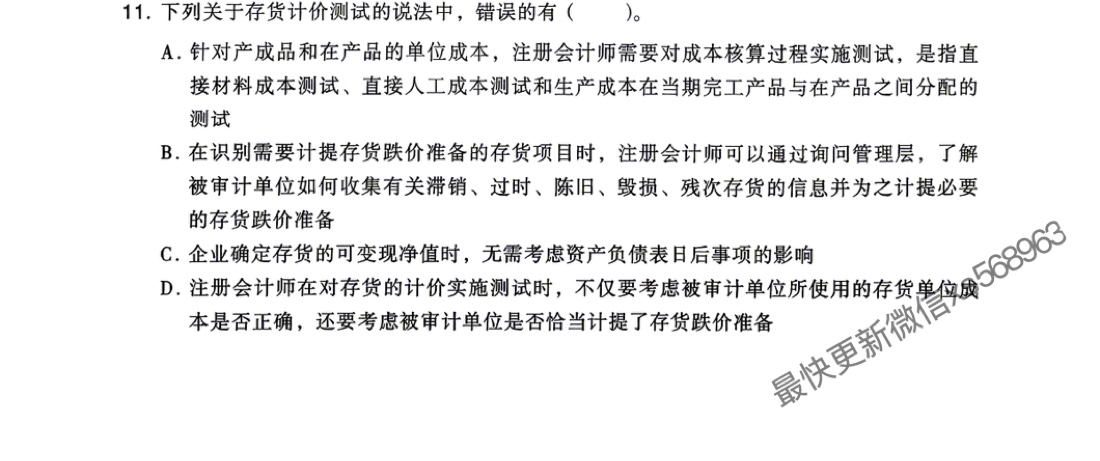 11. 下列关于存货计价测试的说法中，错误的有（　　）。
A. 针对产成品和在产品的单位成本，注册会计师需要对成本核算过程实施测试，是指直
接材料成本测试、直接人工成本测试和生产成本在当期完工产品与在产品之间分配的
测试
B. 在识别需要计提存货跌价准备的存货项目时，注册会计师可以通过询问管理层，了解
被审计单位如何收集有关滞销、过时、陈旧、毁损、残次存货的信息并为之计提必要
的存货跌价准备
C. 企业确定存货的可变现净值时，无需考虑资产负债表日后事项的影响
D. 注册会计师在对存货的计价实施测试时，不仅要考虑被审计单位所使用的存货单位成
本是否正确，还要考虑被审计单位是否恰当计提了存货跌价准备
最快更新微信
568963